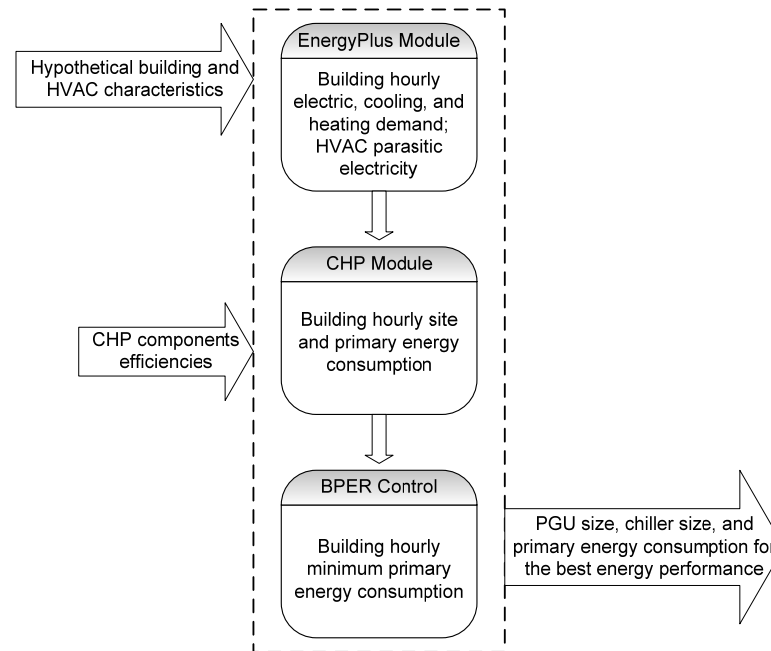 Hypothetical building and
HVAC characteristics
EnergyPlus Module
Building hourly
electric, cooling, and
heating demand;
HVAC parasitic
electricity
CHP Module
CHP components
efficiencies
Building hourly site
and primary energy
consumption
BPER Control
Building hourly
minimum primary
energy consumption
PGU size, chiller size, and
primary energy consumption for
the best energy performance